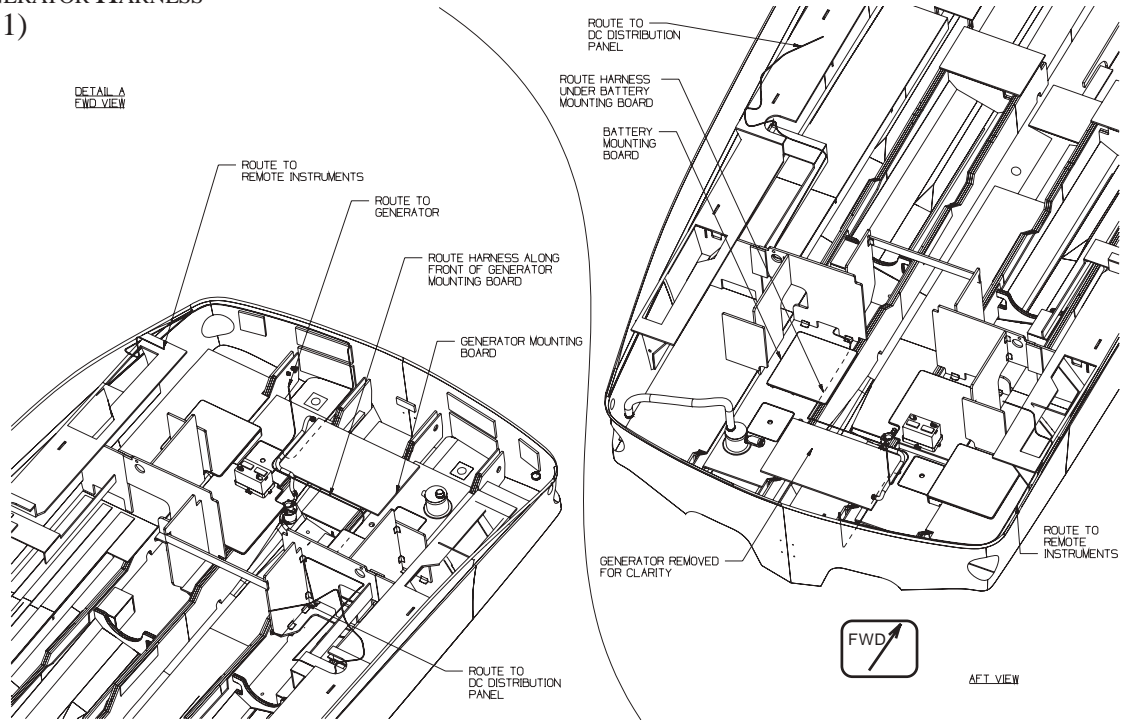 ERATOR HARNESS
1)
DETAIL A
FWD VIEW
ROUTE TO
REMOTE INSTRUMENTS
ROUTE TO
GENERATOR
ROUTE HARNESS ALONG
FRONT OF GENERATOR
MOUNTING BOARD
GENERATOR MOUNTING
BOARD
ROUTE TO
DC DISTRIBUTION
PANEL
ROUTE TO
DC DISTRIBUTION
PANEL
ROUTE HARNESS
UNDER BATTERY
MOUNTING BOARD
BATTERY
MOUNTING
BOARD
GENERATOR REMOVED
FOR CLARITY
ROUTE TO
REMOTE
INSTRUMENTS
FWD
AFT VIEW